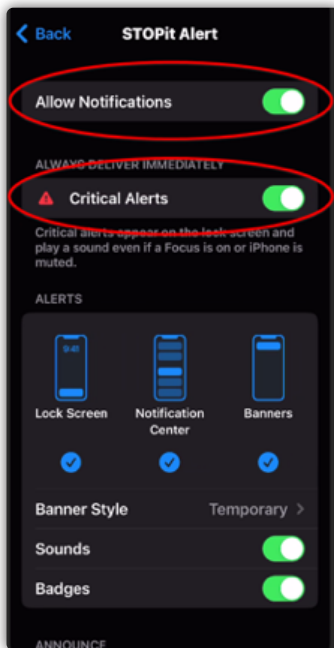 Back STOPit Alert
Allow Notifications
ALWAYS DELIVER IMMEDIATELY
Critical Alerts
Critical alerts appear on the lock screen and
play a sound even if a Focus is on or iPhone is
muted.
ALERTS
9:41
Lock Screen
Notification
Center
Banners
Banner Style Temporary
Sounds
Badges
ANNOUNCE